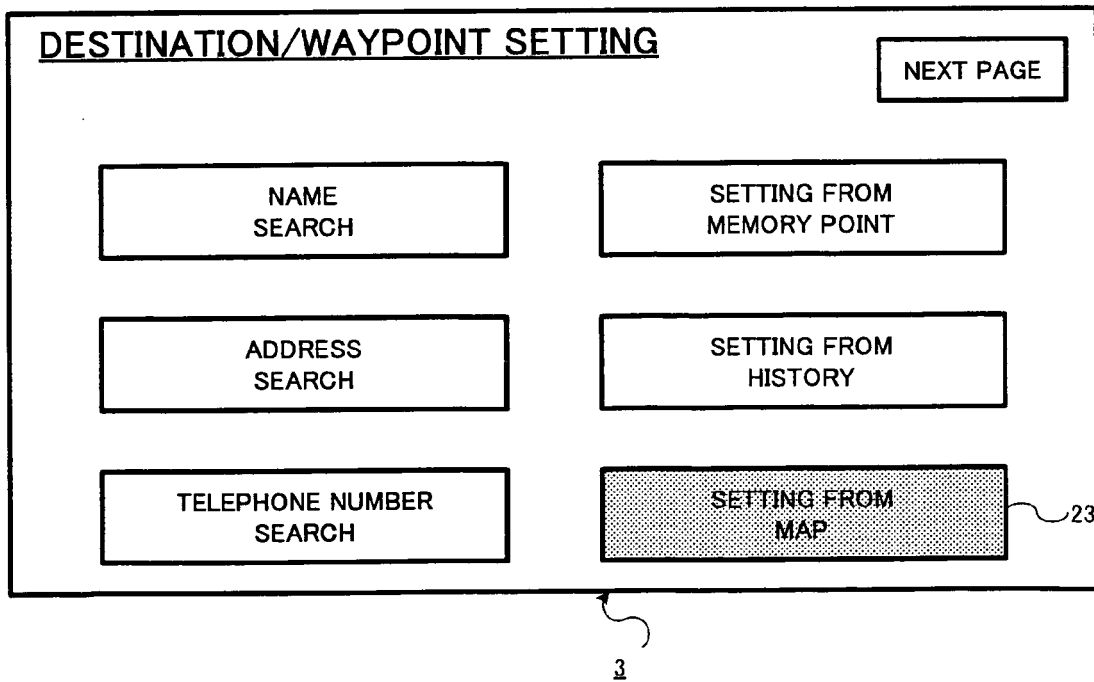 DESTINATION/WAYPOINT SETTING
NEXT PAGE
NAME
SEARCH
SETTING FROM
MEMORY POINT
ADDRESS
SEARCH
SETTING FROM
HISTORY
TELEPHONE NUMBER
SEARCH
SETTING FROM
MAP
23
3